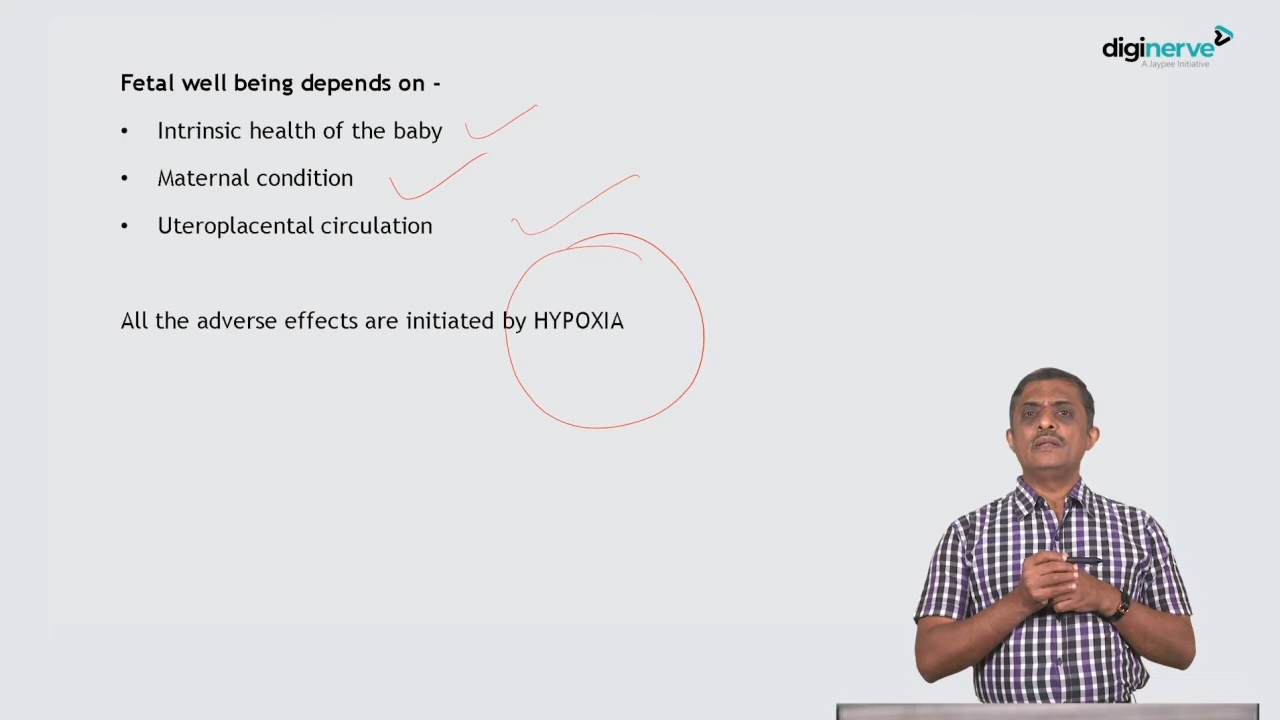 diginerve
A Jaypee Initiative
Fetal well being depends on -
• Intrinsic health of the baby
• Maternal condition
• Uteroplacental circulation
All the adverse effects are initiated by HYPOXIA